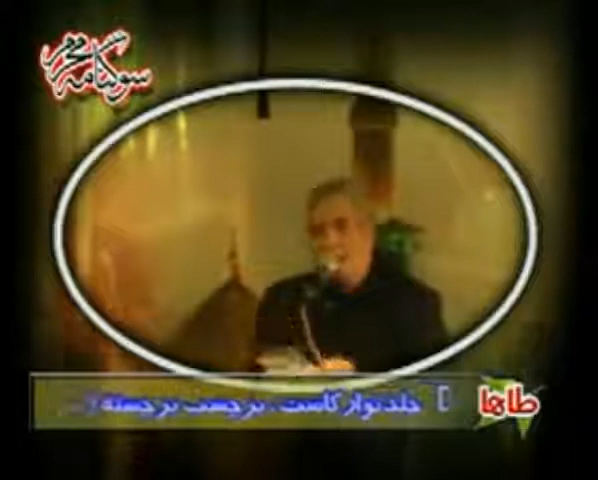 سوگنامه محرم
جلد نوار کاست، برچسب برجسته
طاها